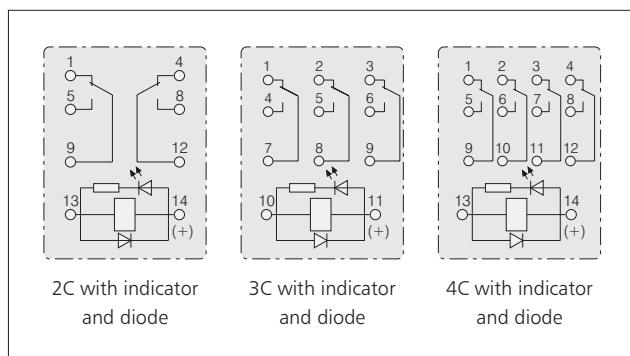 1 4
5 8
9 12
13 14
(+)
2C with indicator
and diode
1 2 3
4 5 6
7 8 9
10 11
(+)
3C with indicator
and diode
1 2 3 4
5 6 7 8
9 10 11 12
13 14
(+)
4C with indicator
and diode